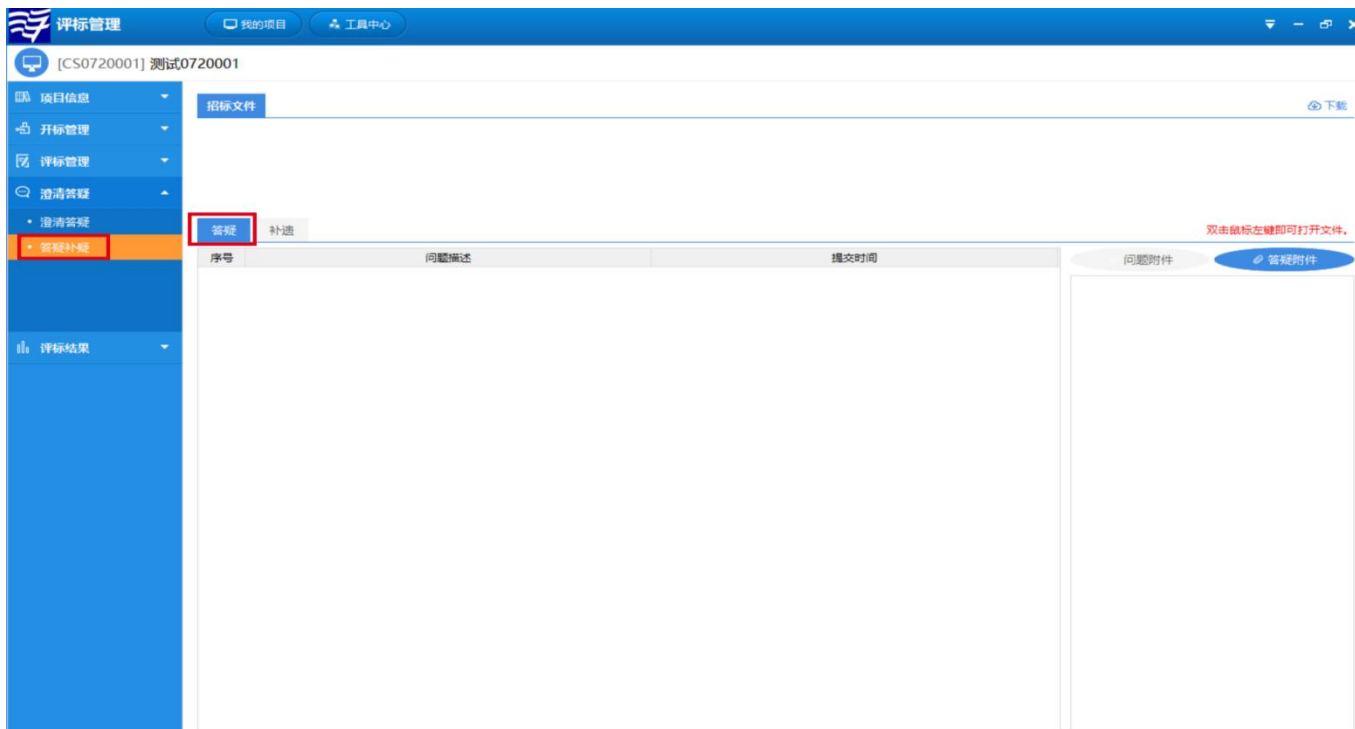 评标管理 我的项目 工具中心
[CS0720001] 测试0720001
项目信息
招标文件 下载
开标管理
评标管理
澄清答疑
• 澄清答疑
答疑 补遗 双击鼠标左键即可打开文件。
• 答疑补疑
序号 问题描述 提交时间 问题附件 答疑附件
评标结果